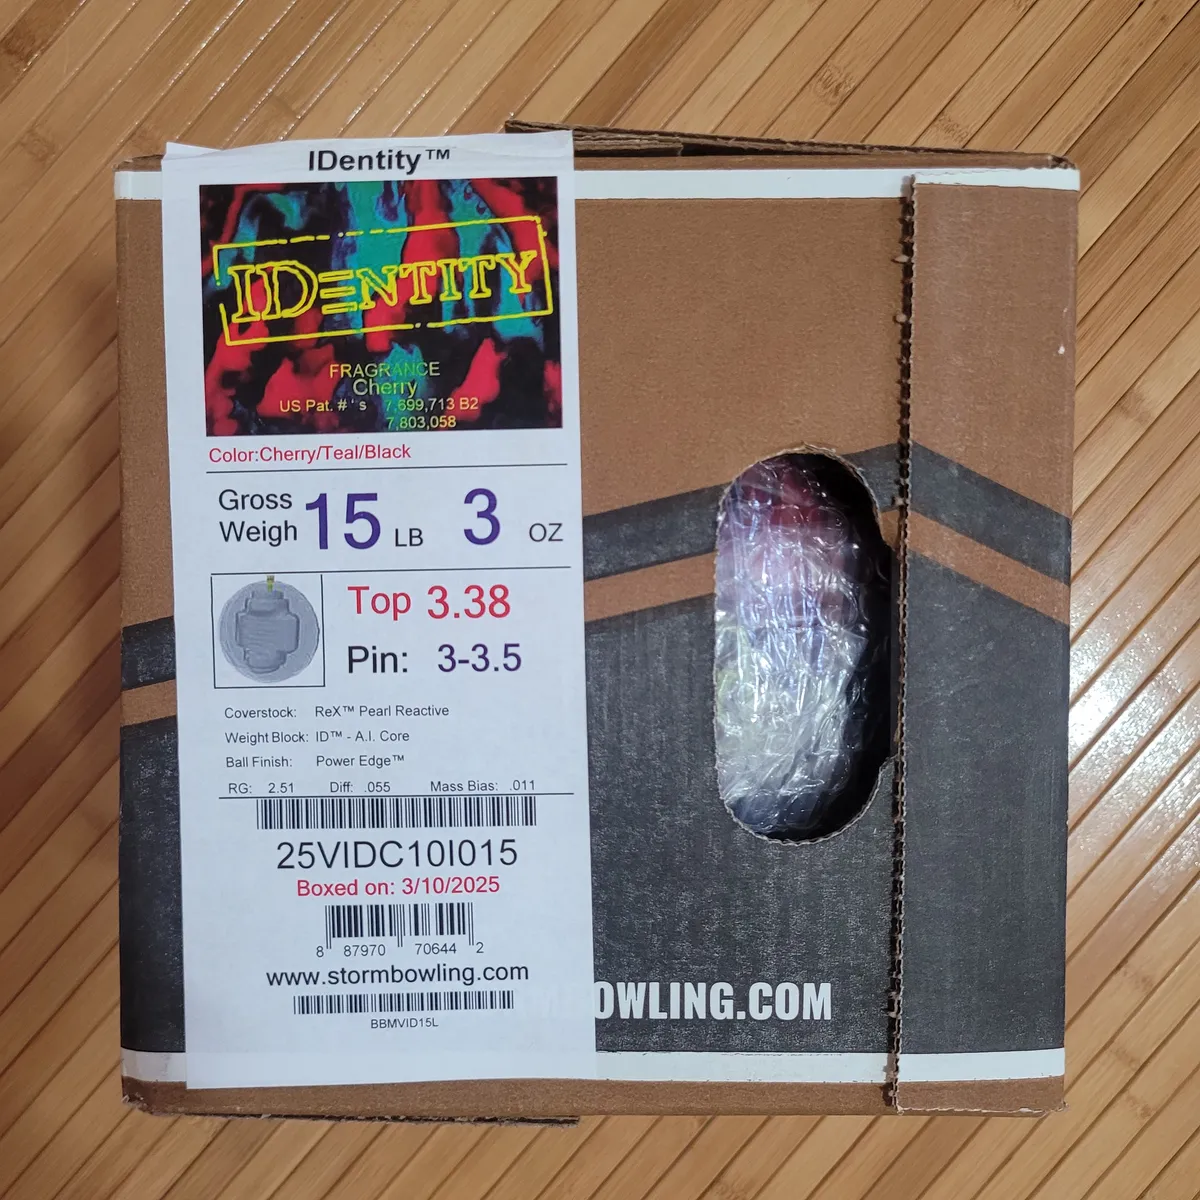 IDentity™
IDENTITY
FRAGRANCE
Cherry
US Pat. #'s 7,699,713 B2
7,803,058
Color:Cherry/Teal/Black
Gross
Weigh 15 LB 3 OZ
Top 3.38
Pin: 3-3.5
Coverstock: ReX™ Pearl Reactive
Weight Block: ID™ - A.I. Core
Ball Finish: Power Edge™
RG: 2.51 Diff: .055 Mass Bias: .011
25VIDC10I015
Boxed on: 3/10/2025
8 87970 70644 2
www.stormbowling.com
BBMVID15L
MBOWLING.COM